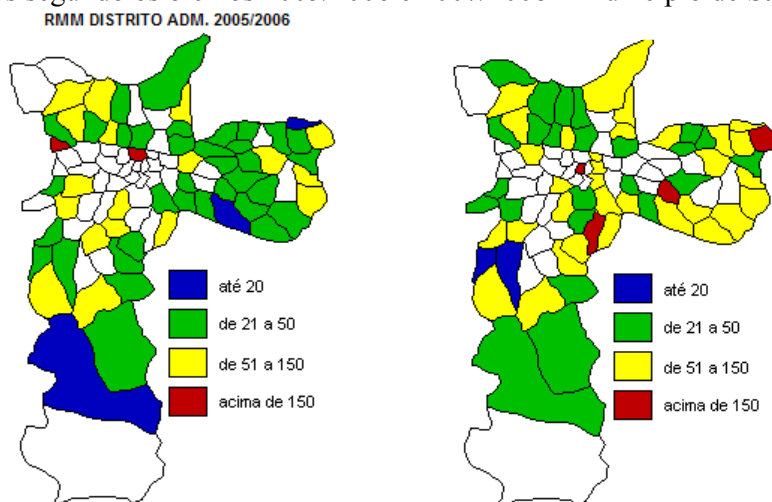 RMM DISTRITO ADM. 2005/2006
até 20
de 21 a 50
de 51 a 150
acima de 150
até 20
de 21 a 50
de 51 a 150
acima de 150